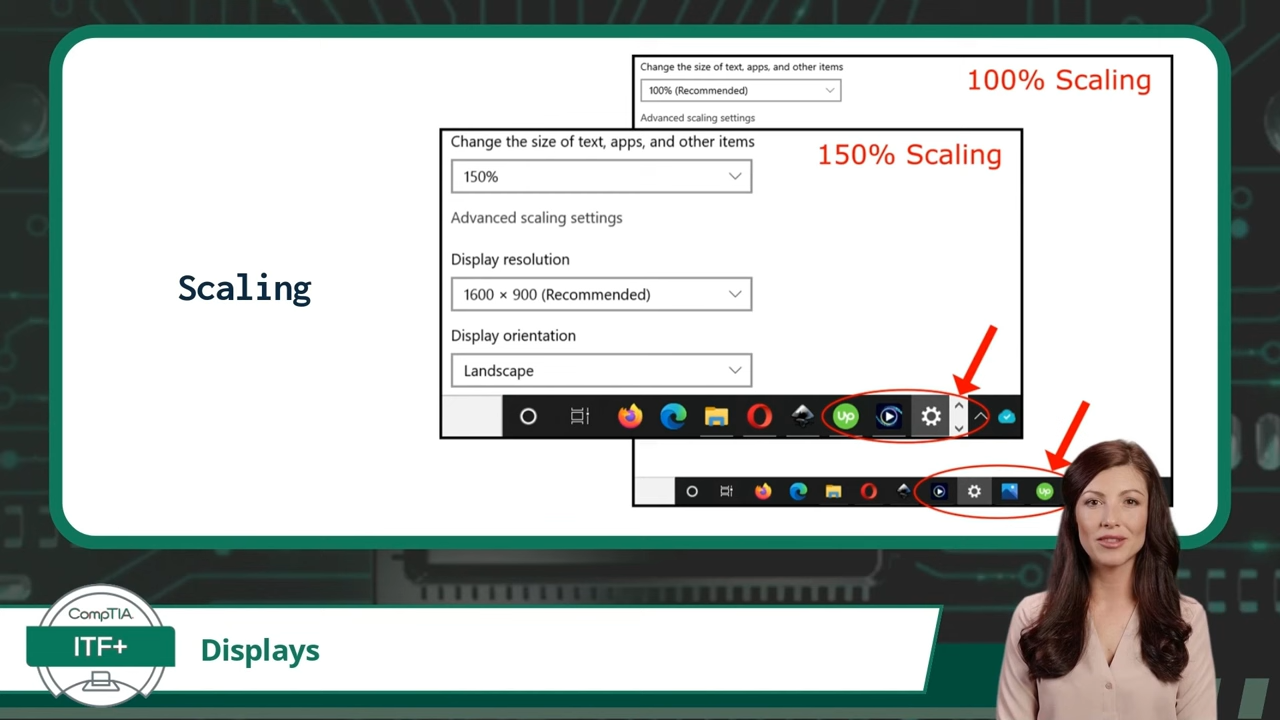 Change the size of text, apps, and other items
100% (Recommended)
Advanced scaling settings
100% Scaling
Change the size of text, apps, and other items
150%
Advanced scaling settings
150% Scaling
Display resolution
1600 × 900 (Recommended)
Display orientation
Landscape
Up
Up
Scaling
CompTIA.
ITF+
Displays